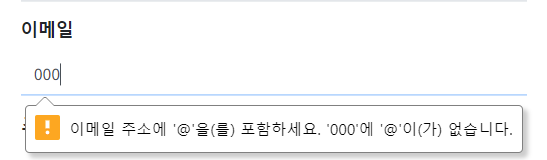 이메일
000
이메일 주소에 '@'을(를) 포함하세요. '000'에 '@'이(가) 없습니다.